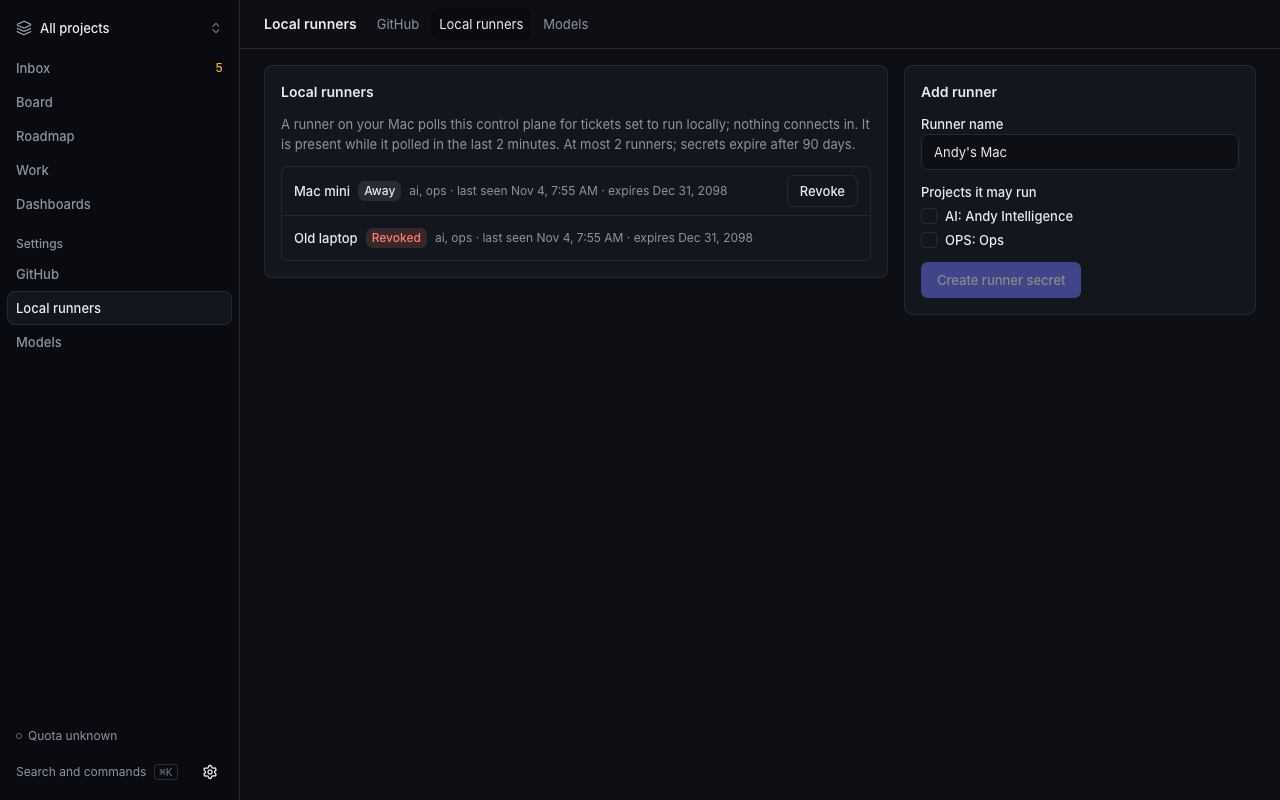 All projects
Inbox 5
Board
Roadmap
Work
Dashboards
Settings
GitHub
Local runners
Models
Quota unknown
Search and commands ⌘K
Local runners GitHub Local runners Models
Local runners
A runner on your Mac polls this control plane for tickets set to run locally; nothing connects in. It
is present while it polled in the last 2 minutes. At most 2 runners; secrets expire after 90 days.
Mac mini Away ai, ops · last seen Nov 4, 7:55 AM · expires Dec 31, 2098 Revoke
Old laptop Revoked ai, ops · last seen Nov 4, 7:55 AM · expires Dec 31, 2098
Add runner
Runner name
Andy's Mac
Projects it may run
AI: Andy Intelligence
OPS: Ops
Create runner secret